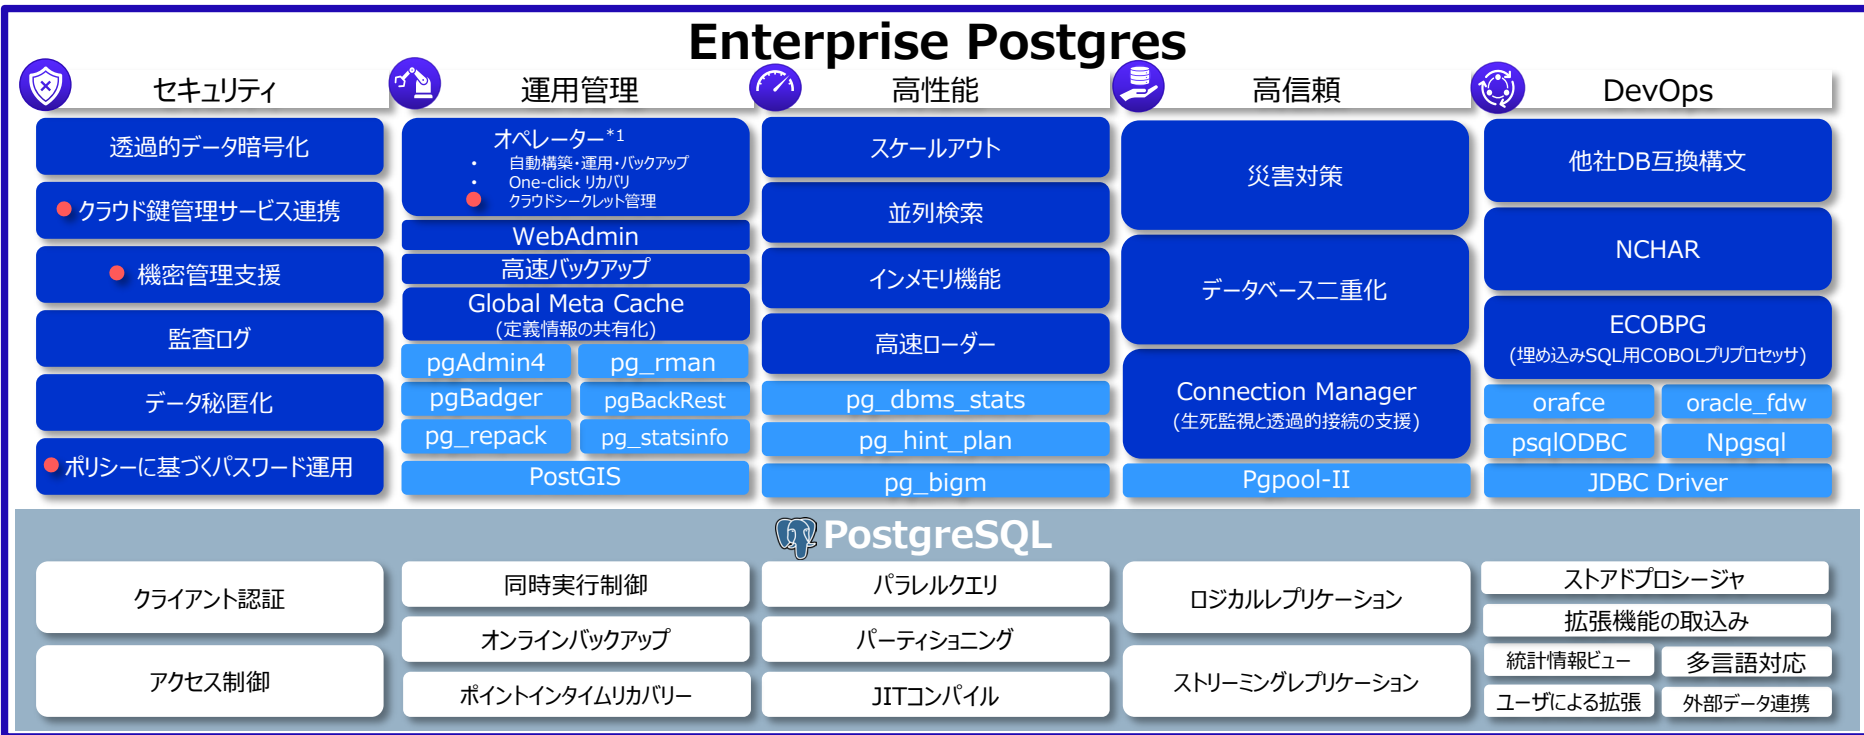 Enterprise Postgres
セキュリティ
透過的データ暗号化
クラウド鍵管理サービス連携
機密管理支援
監査ログ
データ秘匿化
ポリシーに基づくパスワード運用
運用管理
オペレーター*1
・ 自動構築・運用・バックアップ
・ One-click リカバリ
クラウドシークレット管理
WebAdmin
高速バックアップ
Global Meta Cache
(定義情報の共有化)
pgAdmin4
pg_rman
pgBadger
pgBackRest
pg_repack
pg_statsinfo
PostGIS
高性能
スケールアウト
並列検索
インメモリ機能
高速ローダー
pg_dbms_stats
pg_hint_plan
pg_bigm
高信頼
災害対策
データベース二重化
Connection Manager
(生死監視と透過的接続の支援)
Pgpool-II
DevOps
他社DB互換構文
NCHAR
ECOBPG
(埋め込みSQL用COBOLプリプロセッサ)
orafce
oracle_fdw
psqlODBC
Npgsql
JDBC Driver
PostgreSQL
クライアント認証
アクセス制御
同時実行制御
オンラインバックアップ
ポイントインタイムリカバリー
パラレルクエリ
パーティショニング
JITコンパイル
ロジカルレプリケーション
ストリーミングレプリケーション
ストアドプロシージャ
拡張機能の取込み
統計情報ビュー
多言語対応
ユーザによる拡張
外部データ連携